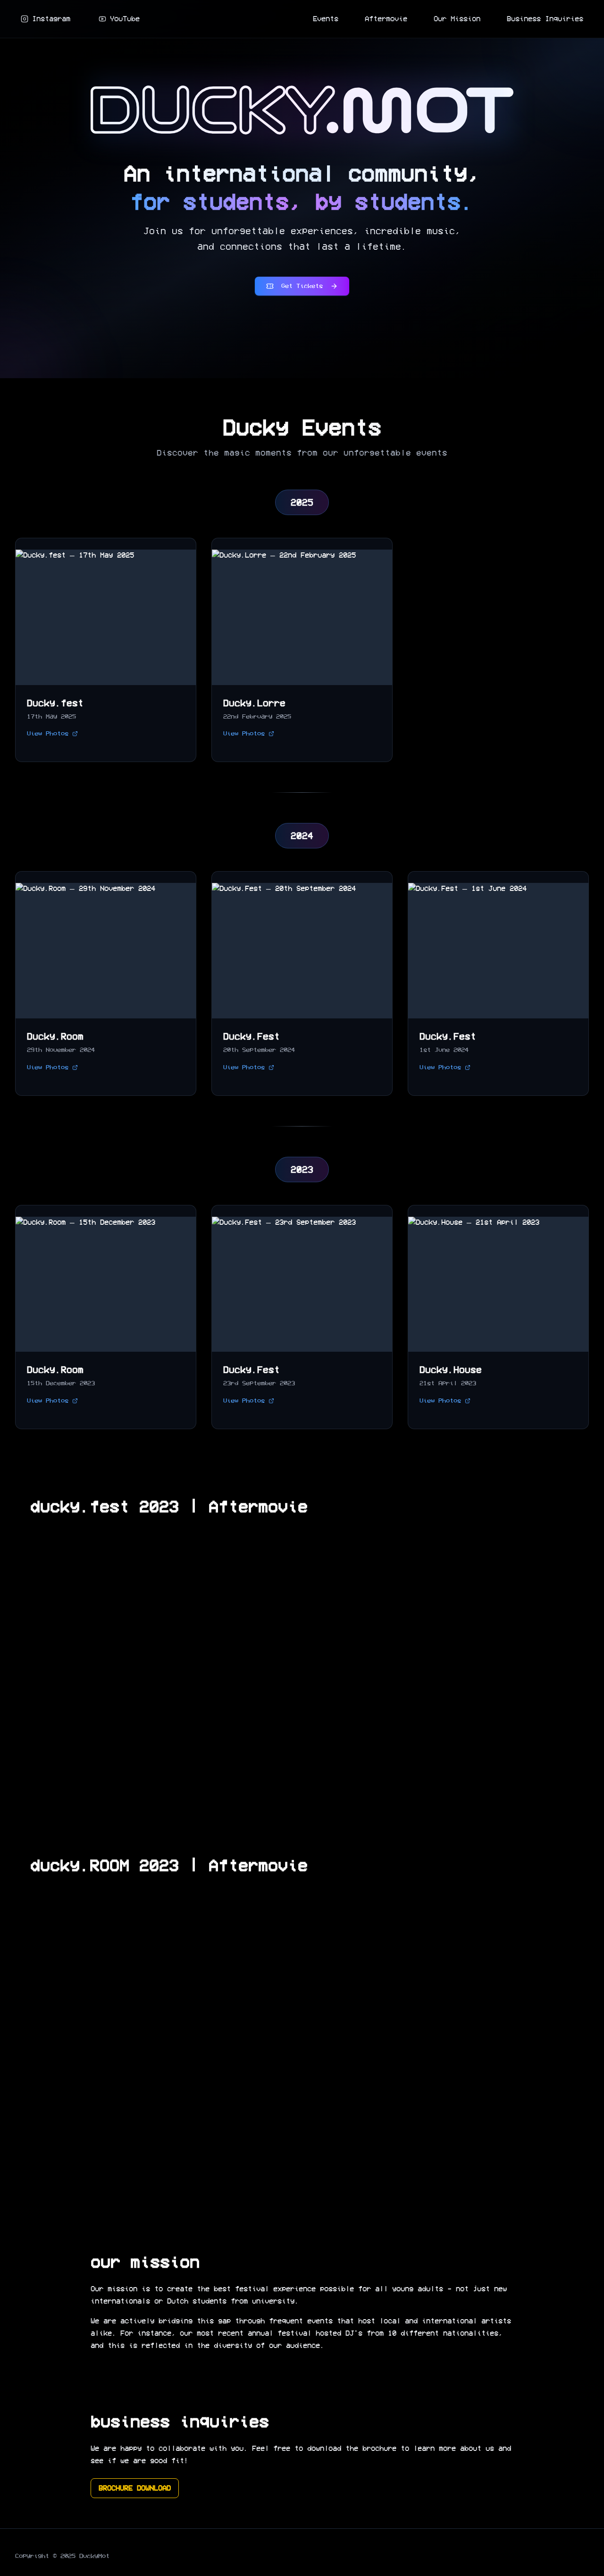 Instagram YouTube Events Aftermovie Our Mission Business Inquiries
DUCKY.MOT
An international community,
for students, by students.
Join us for unforgettable experiences, incredible music,
and connections that last a lifetime.
Get Tickets
Ducky Events
Discover the magic moments from our unforgettable events
2025
Ducky.fest – 17th May 2025
Ducky.Lorre – 22nd February 2025
Ducky.fest
17th May 2025
View Photos
Ducky.Lorre
22nd February 2025
View Photos
2024
Ducky.Room – 29th November 2024
Ducky.Fest – 20th September 2024
Ducky.Fest – 1st June 2024
Ducky.Room
29th November 2024
View Photos
Ducky.Fest
20th September 2024
View Photos
Ducky.Fest
1st June 2024
View Photos
2023
Ducky.Room – 15th December 2023
Ducky.Fest – 23rd September 2023
Ducky.House – 21st April 2023
Ducky.Room
15th December 2023
View Photos
Ducky.Fest
23rd September 2023
View Photos
Ducky.House
21st April 2023
View Photos
ducky.fest 2023 | Aftermovie
ducky.ROOM 2023 | Aftermovie
our mission
Our mission is to create the best festival experience possible for all young adults - not just new
internationals or Dutch students from university.
We are actively bridging this gap through frequent events that host local and international artists
alike. For instance, our most recent annual festival hosted DJ's from 10 different nationalities,
and this is reflected in the diversity of our audience.
business inquiries
We are happy to collaborate with you. Feel free to download the brochure to learn more about us and
see if we are good fit!
BROCHURE DOWNLOAD
Copyright © 2025 DuckyMot